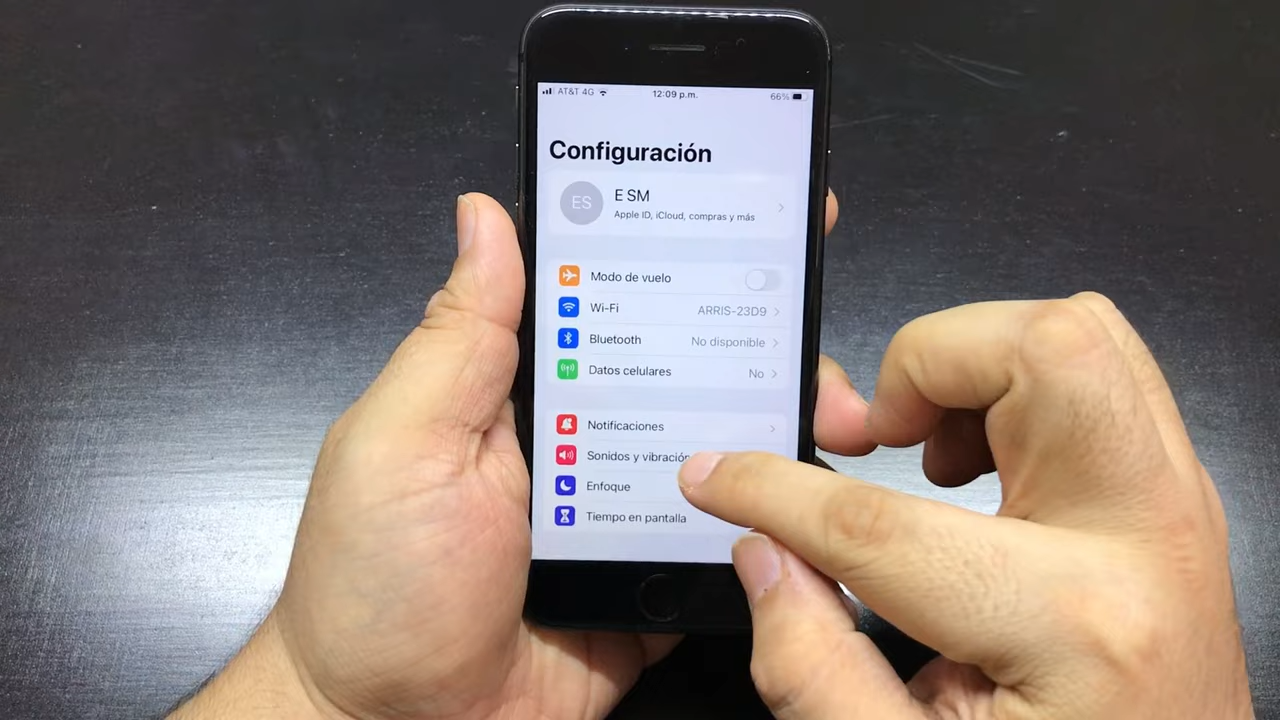 AT&T 4G 12:09 p.m. 66%
Configuración
ES
E SM
Apple ID, iCloud, compras y más
Modo de vuelo
Wi-Fi ARRIS-23D9
Bluetooth No disponible
Datos celulares No
Notificaciones
Sonidos y vibración
Enfoque
Tiempo en pantalla